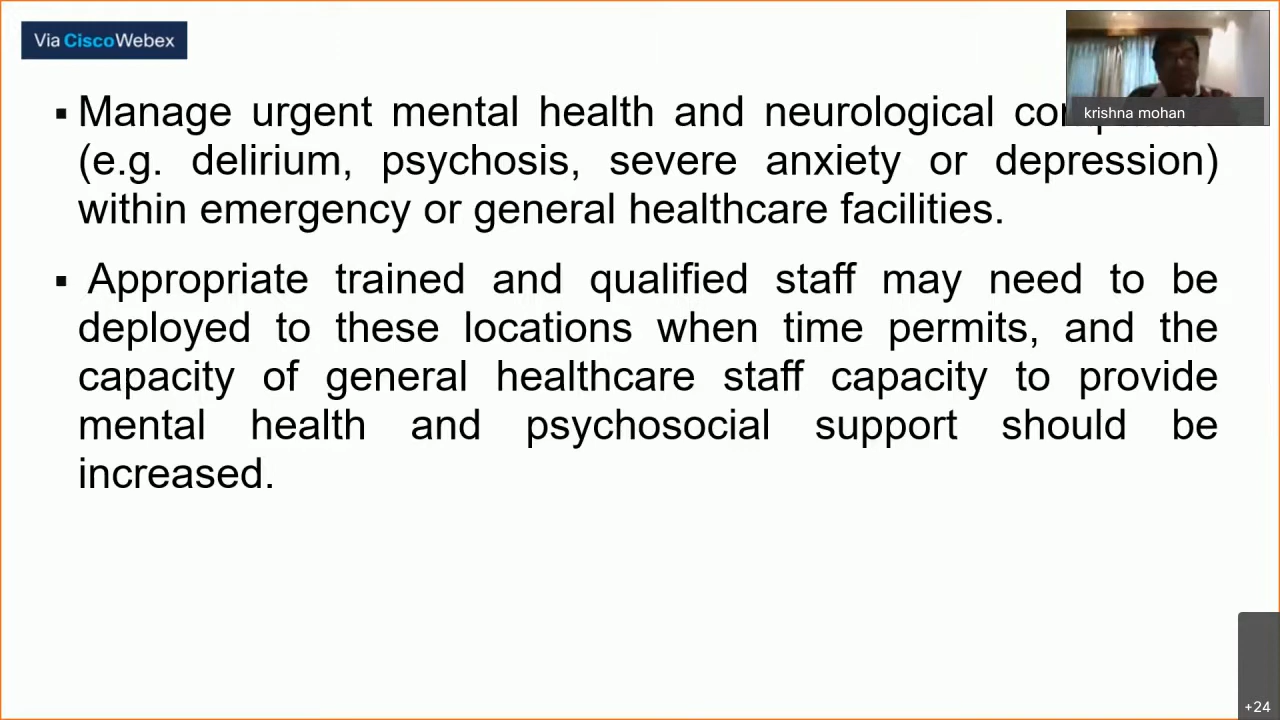 Via CiscoWebex
krishna mohan
▪ Manage urgent mental health and neurological
(e.g. delirium, psychosis, severe anxiety or depression)
within emergency or general healthcare facilities.
▪ Appropriate trained and qualified staff may need to be
deployed to these locations when time permits, and the
capacity of general healthcare staff capacity to provide
mental health and psychosocial support should be
increased.
+24